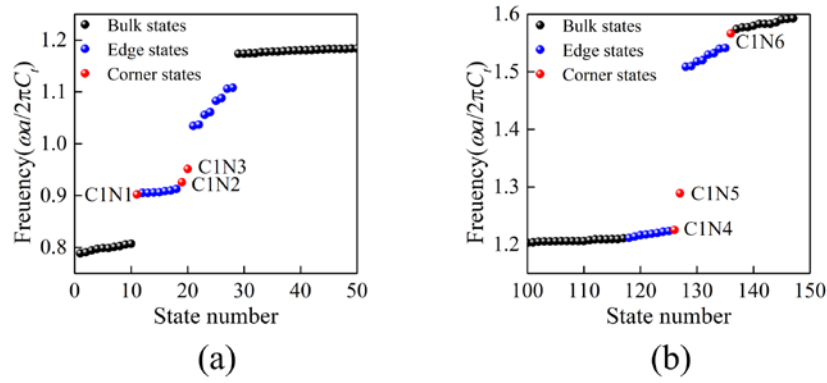 Bulk states
Edge states
Corner states
1.2
1.1
1.0
0.9
0.8
C1N1
C1N3
C1N2
0
10
20
30
40
50
Freuency(ωa/2πCt)
State number
(a)
Bulk states
Edge states
Corner states
1.6
1.5
1.4
1.3
1.2
C1N6
C1N5
C1N4
100
110
120
130
140
150
Freuency(ωa/2πCt)
State number
(b)